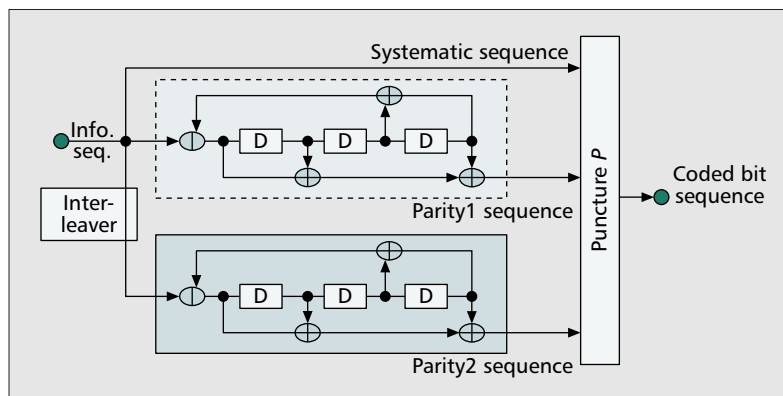 Systematic sequence
Info.
seq.
D D D
Parity1 sequence
Inter-
leaver
Puncture P
Coded bit
sequence
D D D
Parity2 sequence